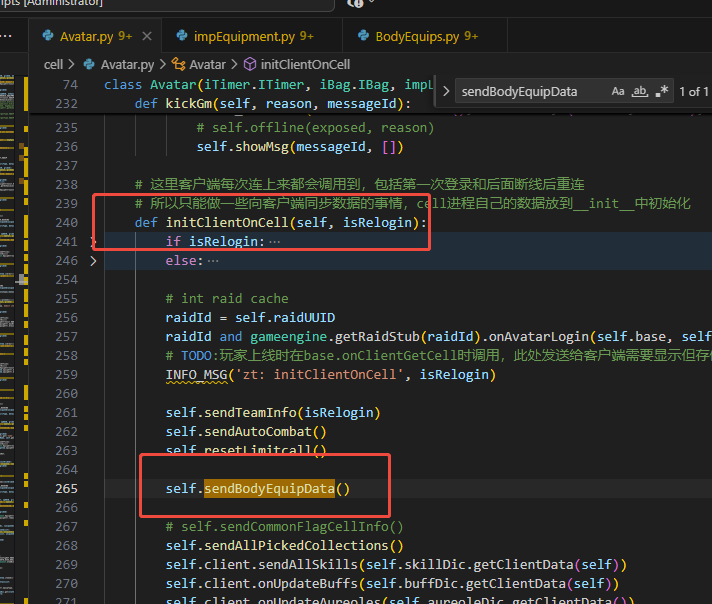 ipts [Administrator]
Avatar.py 9+
impEquipment.py 9+
BodyEquips.py 9+
cell > Avatar.py > Avatar > initClientOnCell
sendBodyEquipData Aa ab 1 of 1
74 class Avatar(iTimer.ITimer, iBag.IBag, impL
232 def kickGm(self, reason, messageId):
235 # self.offline(exposed, reason)
236 self.showMsg(messageId, [])
237
238 # 这里客户端每次连上来都会调用到，包括第一次登录和后面断线后重连
239 # 所以只能做一些向客户端同步数据的事情，cell进程自己的数据放到__init__中初始化
240 def initClientOnCell(self, isRelogin):
241 if isRelogin: ...
246 else: ...
254
255 # int raid cache
256 raidId = self.raidUUID
257 raidId and gameengine.getRaidStub(raidId).onAvatarLogin(self.base, self
258 # TODO:玩家上线时在base.onClientGetCell时调用，此处发送给客户端需要显示但存
259 INFO_MSG('zt: initClientOnCell', isRelogin)
260
261 self.sendTeamInfo(isRelogin)
262 self.sendAutoCombat()
263 self.resetLimitcall()
264
265 self.sendBodyEquipData()
266
267 # self.sendCommonFlagCellInfo()
268 self.sendAllPickedCollections()
269 self.client.sendAllSkills(self.skillDic.getClientData(self))
270 self.client.onUpdateBuffs(self.buffDic.getClientData(self))
271 self.client.onUpdateAureoles(self.aureoleDic.getClientData())